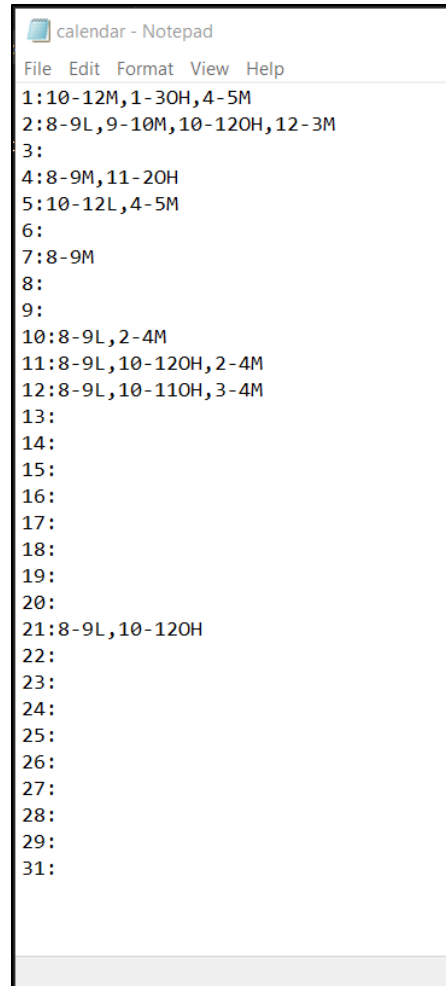 calendar - Notepad
File Edit Format View Help
1:10-12M,1-3OH,4-5M
2:8-9L,9-10M,10-12OH,12-3M
3:
4:8-9M,11-2OH
5:10-12L,4-5M
6:
7:8-9M
8:
9:
10:8-9L,2-4M
11:8-9L,10-12OH,2-4M
12:8-9L,10-11OH,3-4M
13:
14:
15:
16:
17:
18:
19:
20:
21:8-9L,10-12OH
22:
23:
24:
25:
26:
27:
28:
29:
31: